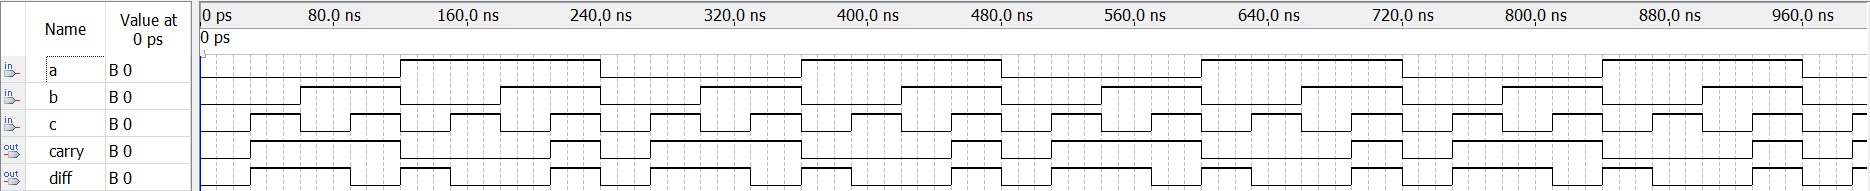 Name
Value at
0 ps
0 ps 80.0 ns 160.0 ns 240.0 ns 320.0 ns 400.0 ns 480.0 ns 560.0 ns 640.0 ns 720.0 ns 800.0 ns 880.0 ns 960.0 ns
0 ps
in a B 0
in b B 0
in c B 0
out carry B 0
out diff B 0